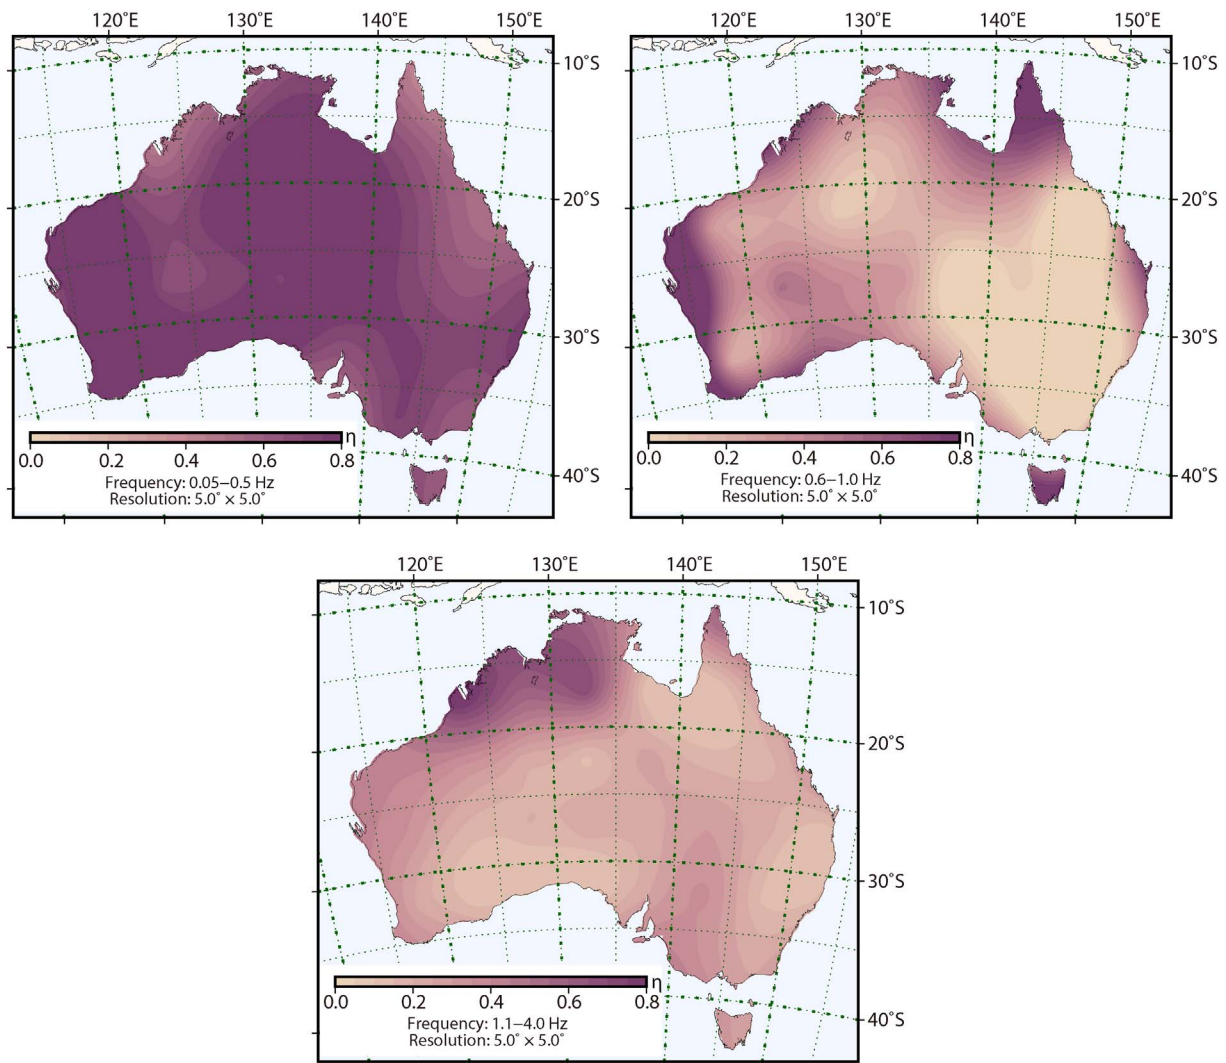 120°E 130°E 140°E 150°E
10°S
20°S
30°S
40°S
η
0.0 0.2 0.4 0.6 0.8
Frequency: 0.05–0.5 Hz
Resolution: 5.0° × 5.0°
120°E 130°E 140°E 150°E
10°S
20°S
30°S
40°S
η
0.0 0.2 0.4 0.6 0.8
Frequency: 0.6–1.0 Hz
Resolution: 5.0° × 5.0°
120°E 130°E 140°E 150°E
10°S
20°S
30°S
40°S
η
0.0 0.2 0.4 0.6 0.8
Frequency: 1.1–4.0 Hz
Resolution: 5.0° × 5.0°